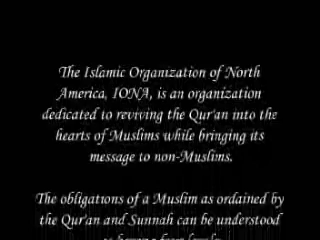 The Islamic Organization of North
America, IONA, is an organization
dedicated to reviving the Qur'an into the
hearts of Muslims while bringing its
message to non-Muslims.
The obligations of a Muslim as ordained by
the Qur'an and Sunnah can be understood